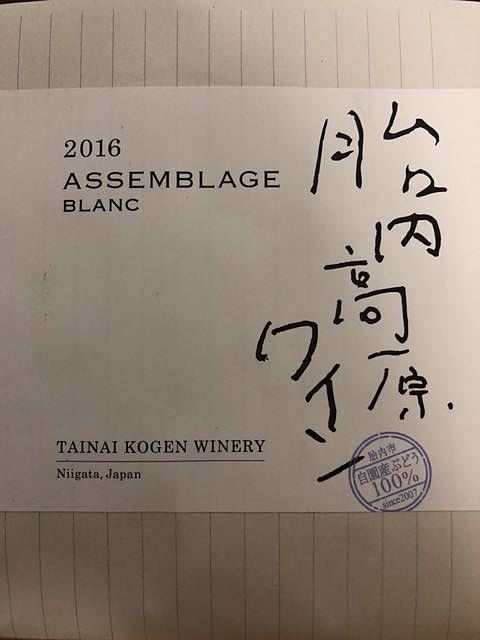 2016
ASSEMBLAGE
BLANC
胎内高原
ワイン
TAINAI KOGEN WINERY
Niigata, Japan
胎内市
自園産ぶどう
100%
since2007